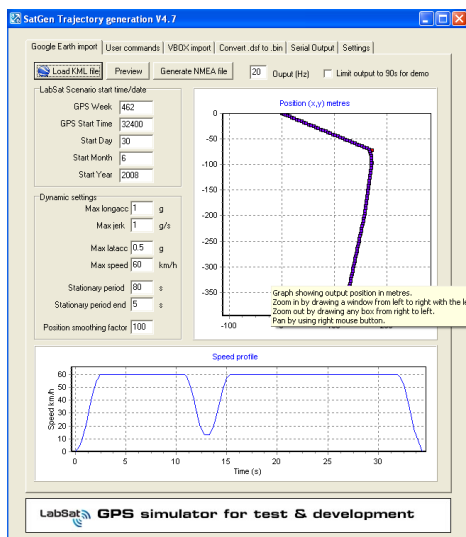 SatGen Trajectory generation V4.7
Google Earth import User commands VBOX import Convert .dsf to .bin Serial Output Settings
Load KML file Preview Generate NMEA file 20 Ouput (Hz) Limit output to 90s for demo
LabSat Scenario start time/date
GPS Week 462
GPS Start Time 32400
Start Day 30
Start Month 6
Start Year 2008
Dynamic settings
Max longacc 1 g
Max jerk 1 g/s
Max latacc 0.5 g
Max speed 60 km/h
Stationary period 80 s
Stationary period end 5 s
Position smoothing factor 100
Position (x,y) metres
0
-50
-100
-150
-200
-250
-300
-350
-100 0 200
Graph showing output position in metres.
Zoom in by drawing a window from left to right with the le
Zoom out by drawing any box from right to left.
Pan by using right mouse button.
Speed profile
Speed km/h
60
50
40
30
20
10
0
0 5 10 15 20 25 30
Time (s)
LabSat GPS simulator for test & development